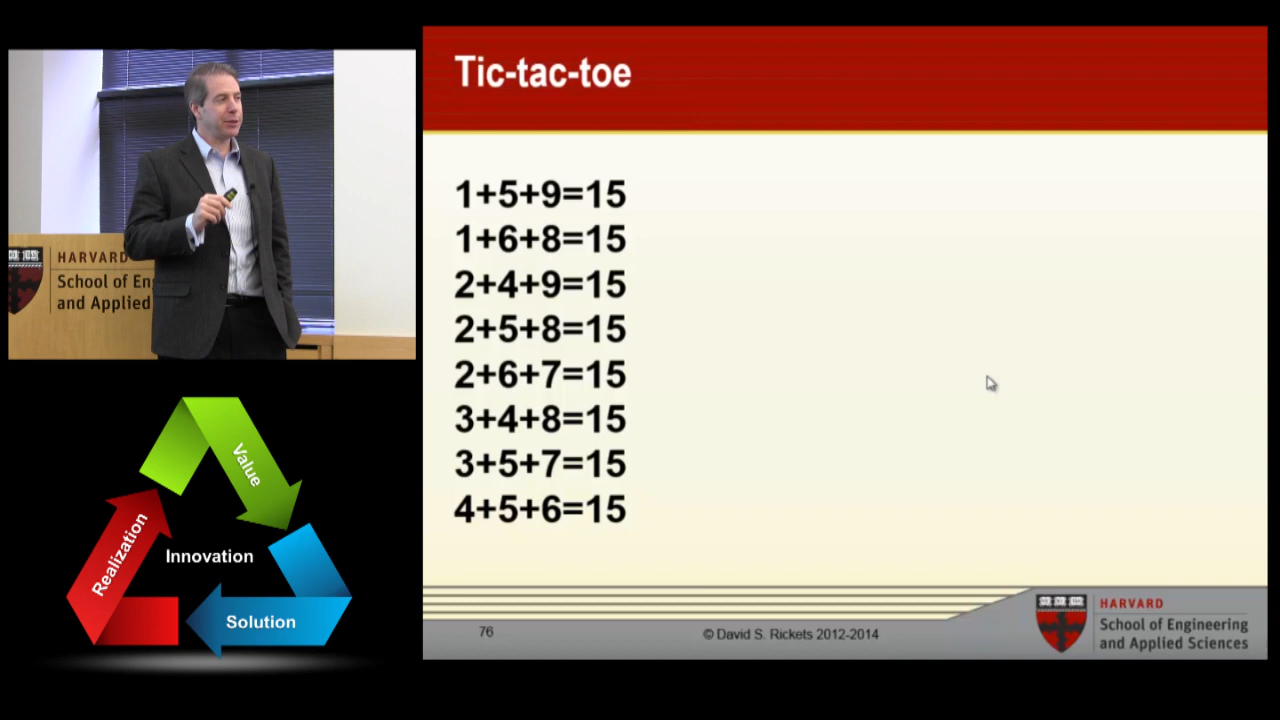 HARVARD
School of En
and Applied
Value
Realization
Innovation
Solution
Tic-tac-toe
1+5+9=15
1+6+8=15
2+4+9=15
2+5+8=15
2+6+7=15
3+4+8=15
3+5+7=15
4+5+6=15
76
© David S. Rickets 2012-2014
HARVARD
School of Engineering
and Applied Sciences